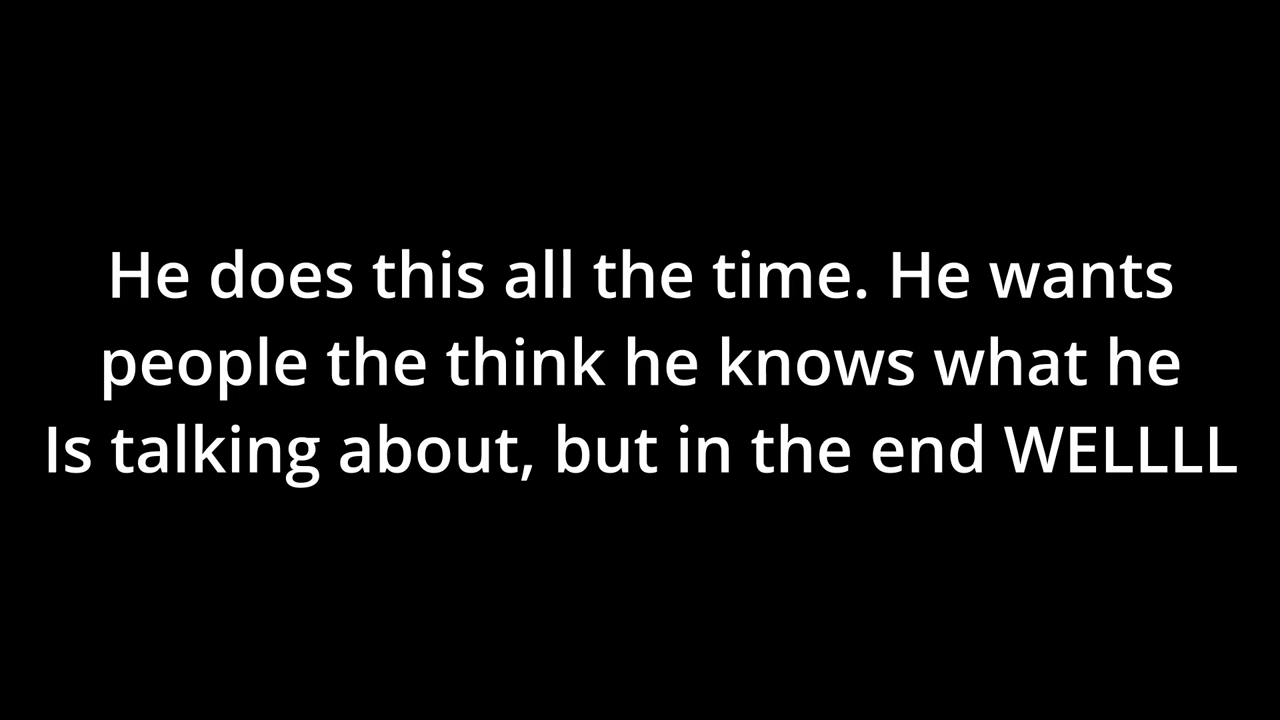 He does this all the time. He wants
people the think he knows what he
Is talking about, but in the end WELLLL